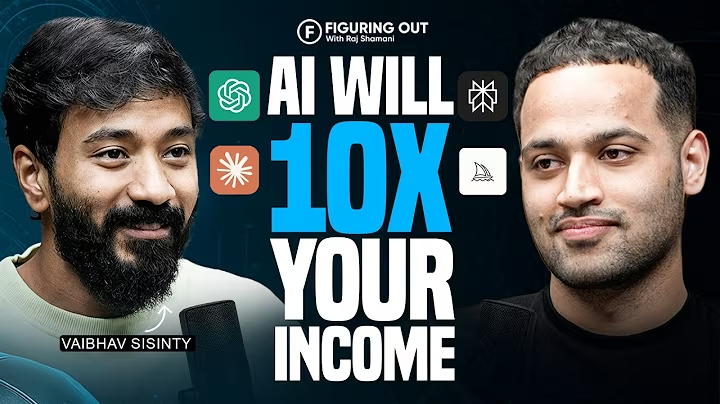 FIGURING OUT
With Raj Shamani
AI WILL
10X
YOUR
INCOME
VAIBHAV SISINTY